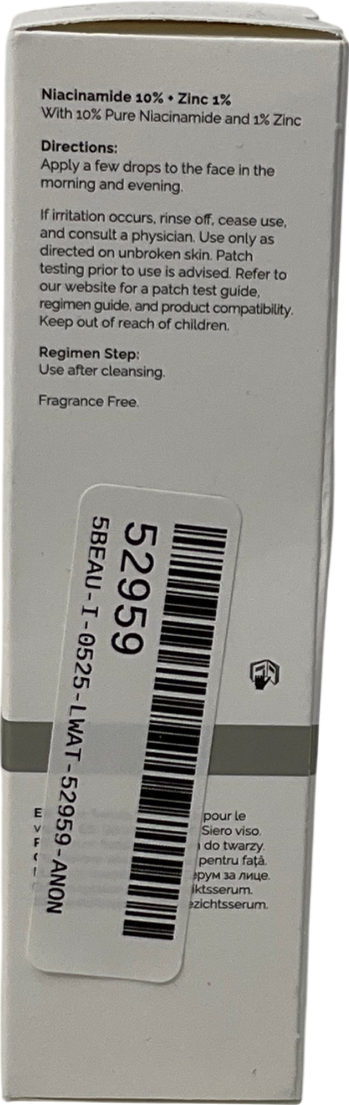 Niacinamide 10% + Zinc 1%
With 10% Pure Niacinamide and 1% Zinc
Directions:
Apply a few drops to the face in the
morning and evening.
If irritation occurs, rinse off, cease use,
and consult a physician. Use only as
directed on unbroken skin. Patch
testing prior to use is advised. Refer to
our website for a patch test guide,
regimen guide, and product compatibility.
Keep out of reach of children.
Regimen Step:
Use after cleansing.
Fragrance Free.
52959
5BEAU-I-0525-LWAT-52959-ANON
pour le
Siero viso.
do twarzy.
pentru față.
за лице.